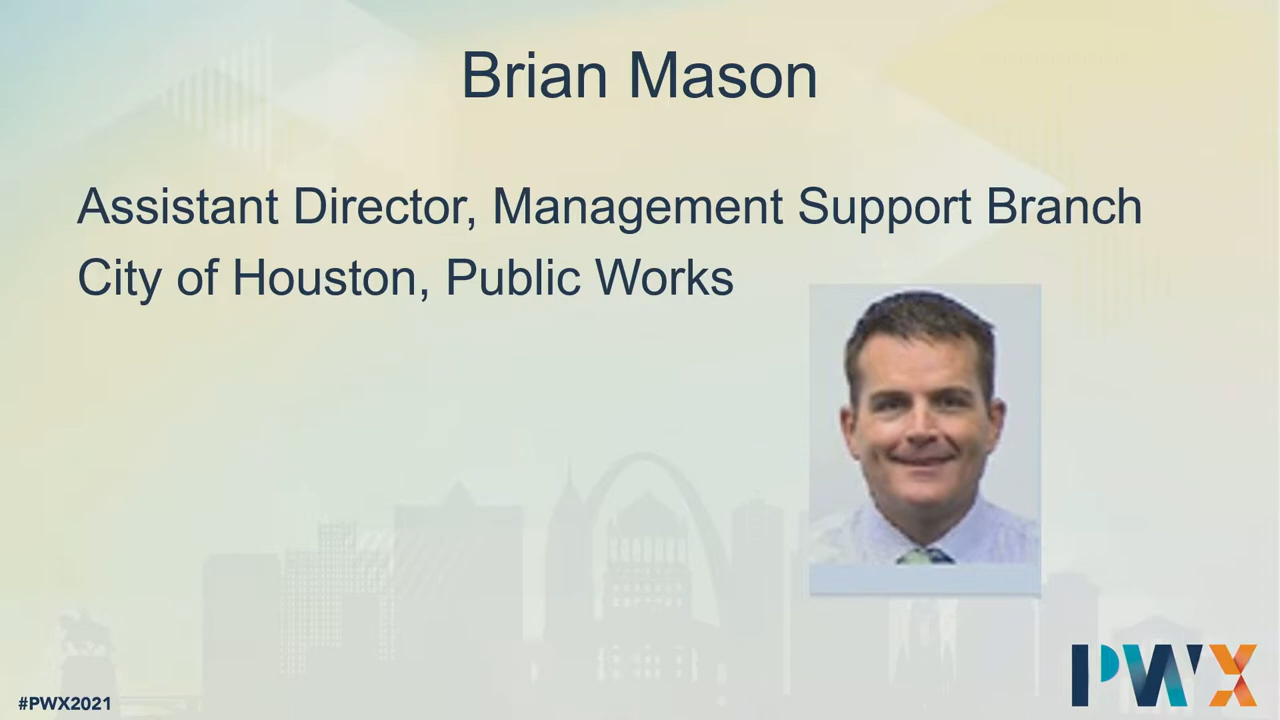 Brian Mason
Assistant Director, Management Support Branch
City of Houston, Public Works
#PWX2021
PWX